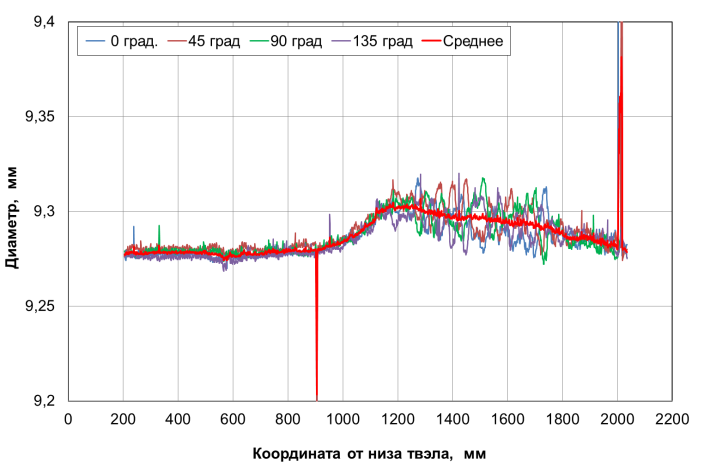 9,4
0 град. 45 град 90 град 135 град Среднее
9,35
9,3
9,25
9,2
Диаметр, мм
0 200 400 600 800 1000 1200 1400 1600 1800 2000 2200
Координата от низа твэла, мм